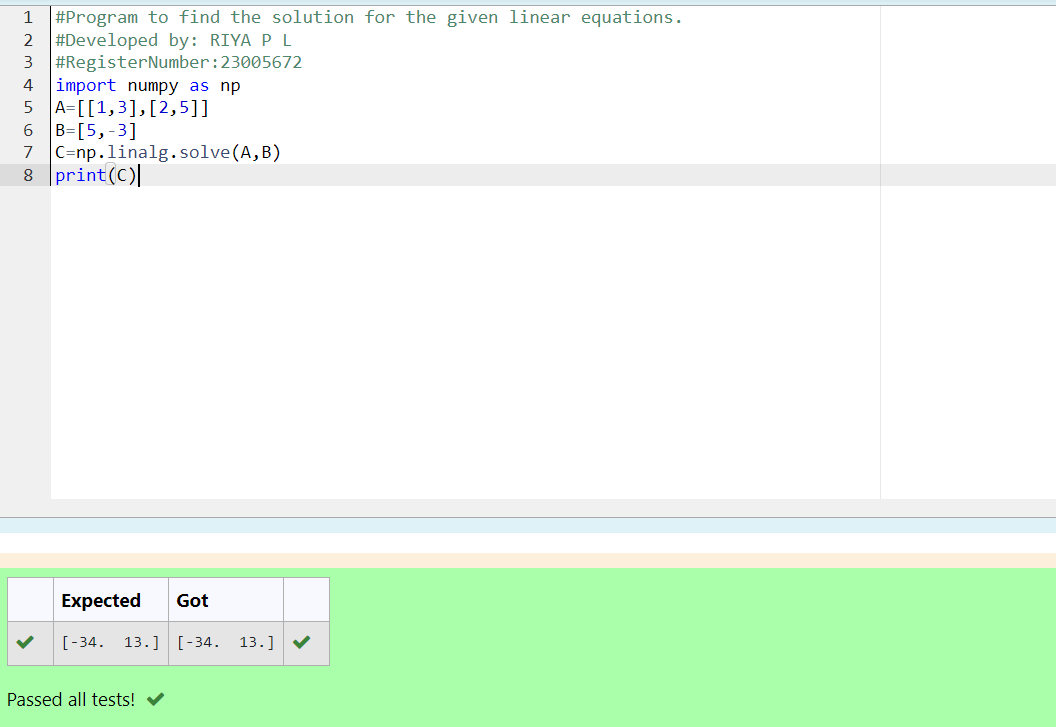 1 #Program to find the solution for the given linear equations.
2 #Developed by: RIYA P L
3 #RegisterNumber:23005672
4 import numpy as np
5 A=[[1,3],[2,5]]
6 B=[5,-3]
7 C=np.linalg.solve(A,B)
8 print(C)
Expected Got
[-34.  13.] [-34.  13.]
Passed all tests!